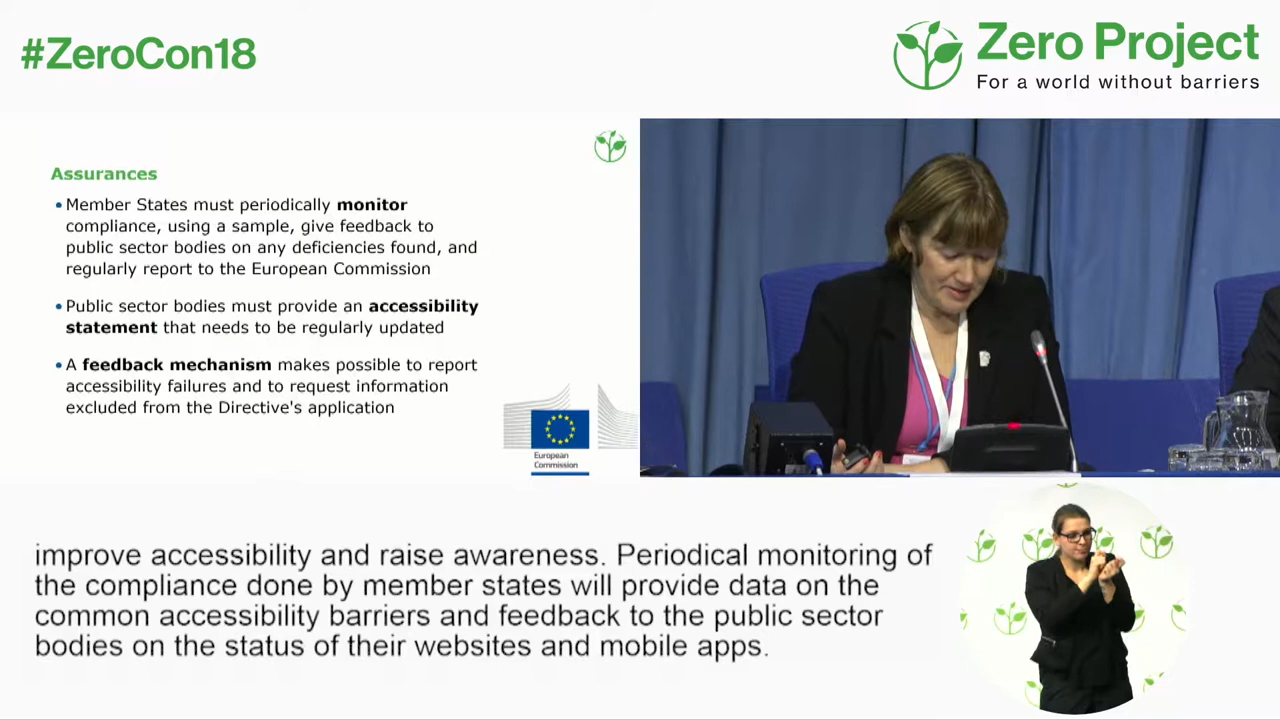 #ZeroCon18
Zero Project
For a world without barriers
Assurances
•Member States must periodically monitor
compliance, using a sample, give feedback to
public sector bodies on any deficiencies found, and
regularly report to the European Commission
•Public sector bodies must provide an accessibility
statement that needs to be regularly updated
•A feedback mechanism makes possible to report
accessibility failures and to request information
excluded from the Directive's application
European
Commission
improve accessibility and raise awareness. Periodical monitoring of
the compliance done by member states will provide data on the
common accessibility barriers and feedback to the public sector
bodies on the status of their websites and mobile apps.